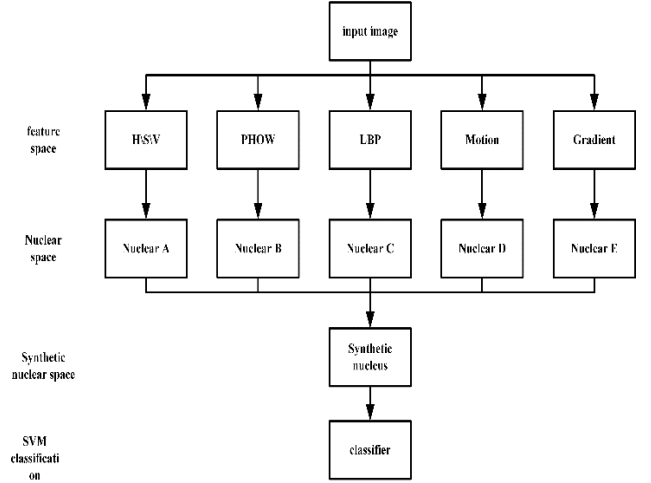 input image
feature
space
H\S\V
PHOW
LBP
Motion
Gradient
Nuclear
space
Nuclear A
Nuclear B
Nuclear C
Nuclear D
Nuclear E
Synthetic
nuclear space
Synthetic
nucleus
SVM
classificati
on
classifier